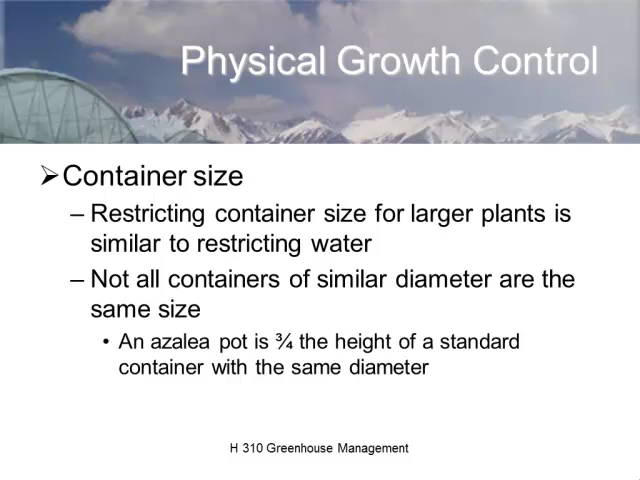 Physical Growth Control
➢Container size
– Restricting container size for larger plants is
similar to restricting water
– Not all containers of similar diameter are the
same size
• An azalea pot is ¾ the height of a standard
container with the same diameter
H 310 Greenhouse Management